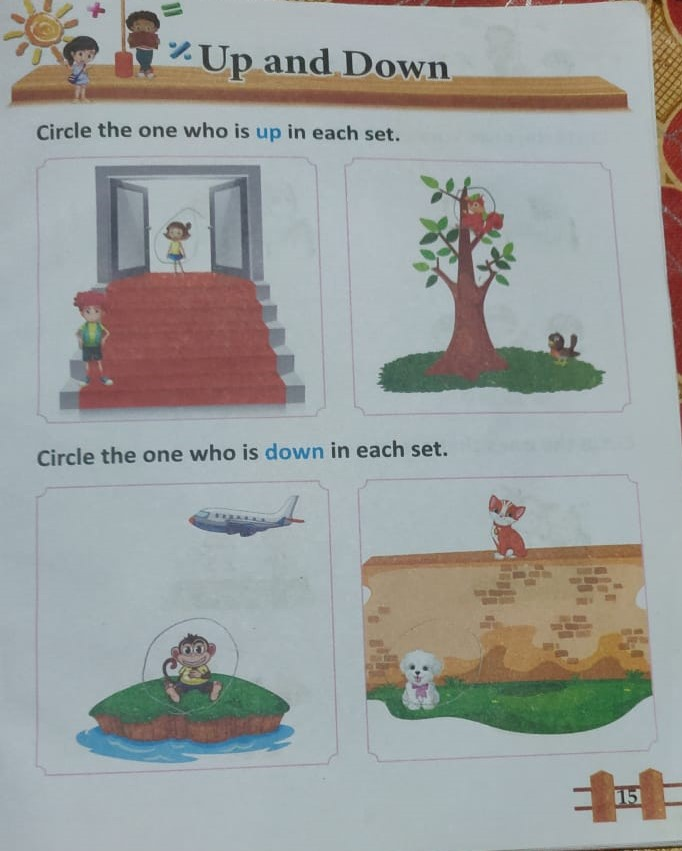 Up and Down
Circle the one who is up in each set.
Circle the one who is down in each set.
15